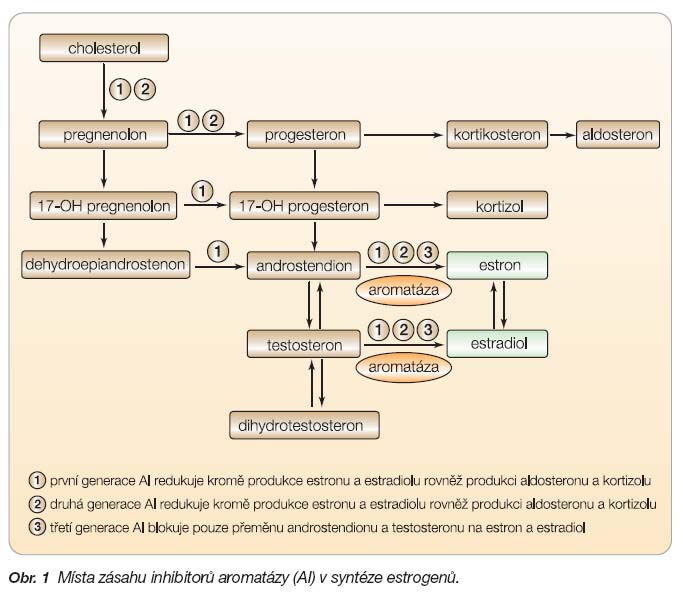 cholesterol
1 2
pregnenolon 1 2 progesteron kortikosteron aldosteron
17-OH pregnenolon 1 17-OH progesteron kortizol
dehydroepiandrostenon 1 androstendion 1 2 3 estron
aromatáza
testosteron 1 2 3 estradiol
aromatáza
dihydrotestosteron
1 první generace AI redukuje kromě produkce estronu a estradiolu rovněž produkci aldosteronu a kortizolu
2 druhá generace AI redukuje kromě produkce estronu a estradiolu rovněž produkci aldosteronu a kortizolu
3 třetí generace AI blokuje pouze přeměnu androstendionu a testosteronu na estron a estradiol
Obr. 1 Místa zásahu inhibitorů aromatázy (AI) v syntéze estrogenů.